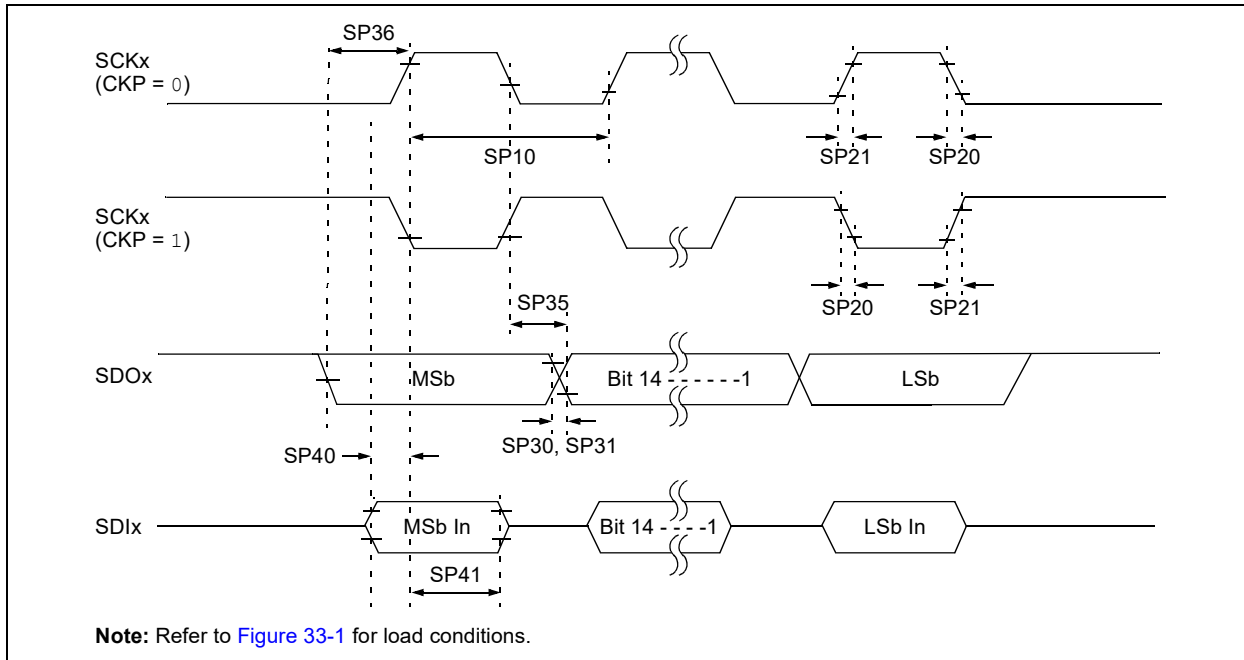 SP36
SCKx
(CKP = 0)
SP10
SP21
SP20
SCKx
(CKP = 1)
SP35
SP20
SP21
SDOx
MSb
Bit 14 - - - - - -1
LSb
SP30, SP31
SP40
SDIx
MSb In
Bit 14 - - - -1
LSb In
SP41
Note: Refer to Figure 33-1 for load conditions.